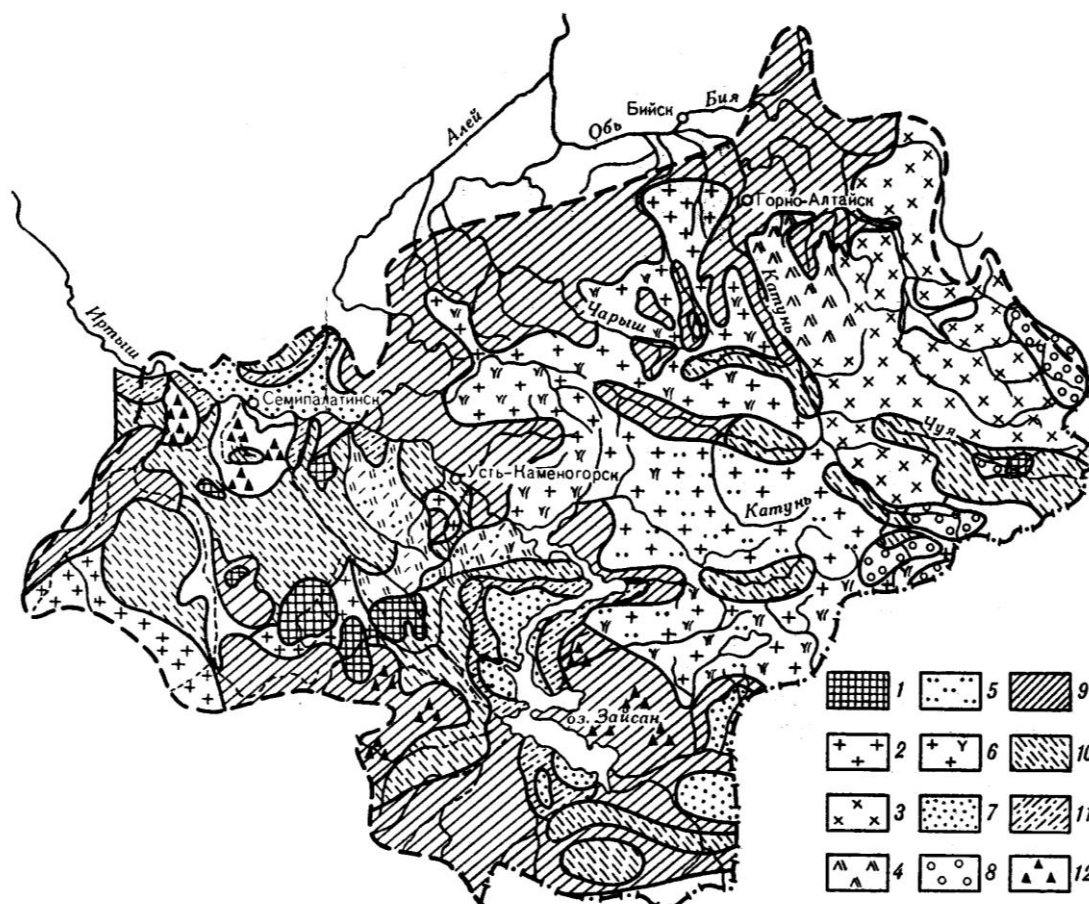 Алей
Бийск
Бия
Обь
Горно-Алтайск
Катунь
Чарыш
Иртыш
Семипалатинск
Усть-Каменогорск
Чуя
Катунь
оз. Зайсан
1 5 9
2 6 10
3 7 11
4 8 12